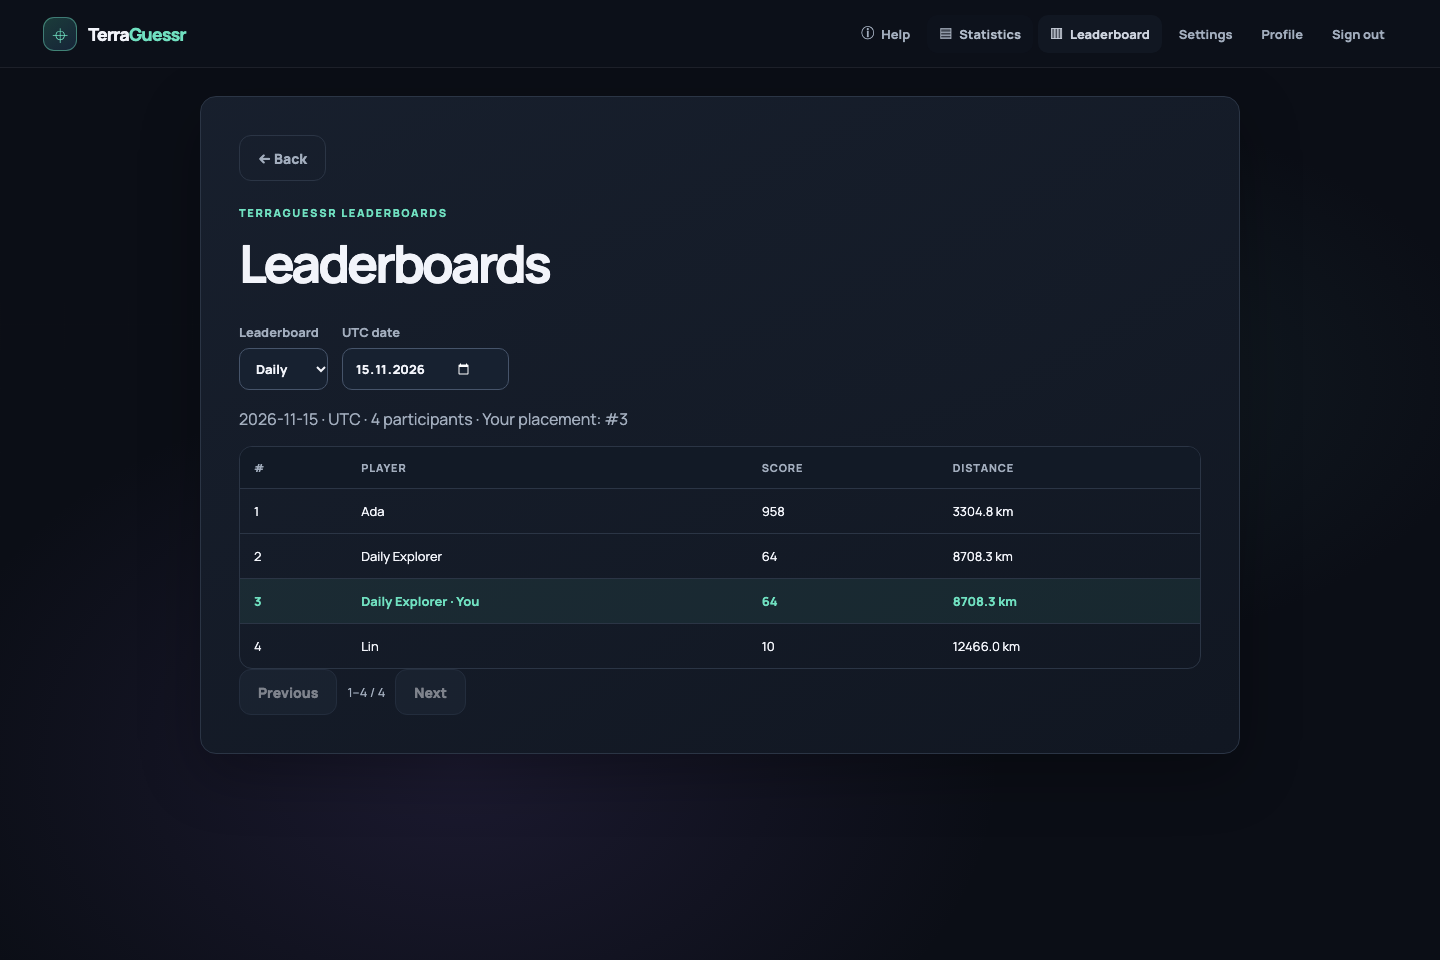 TerraGuessr
Help Statistics Leaderboard Settings Profile Sign out
← Back
TERRAGUESSR LEADERBOARDS
Leaderboards
Leaderboard UTC date
Daily 15.11.2026
2026-11-15 · UTC · 4 participants · Your placement: #3
# PLAYER SCORE DISTANCE
1 Ada 958 3304.8 km
2 Daily Explorer 64 8708.3 km
3 Daily Explorer · You 64 8708.3 km
4 Lin 10 12466.0 km
Previous 1–4 / 4 Next